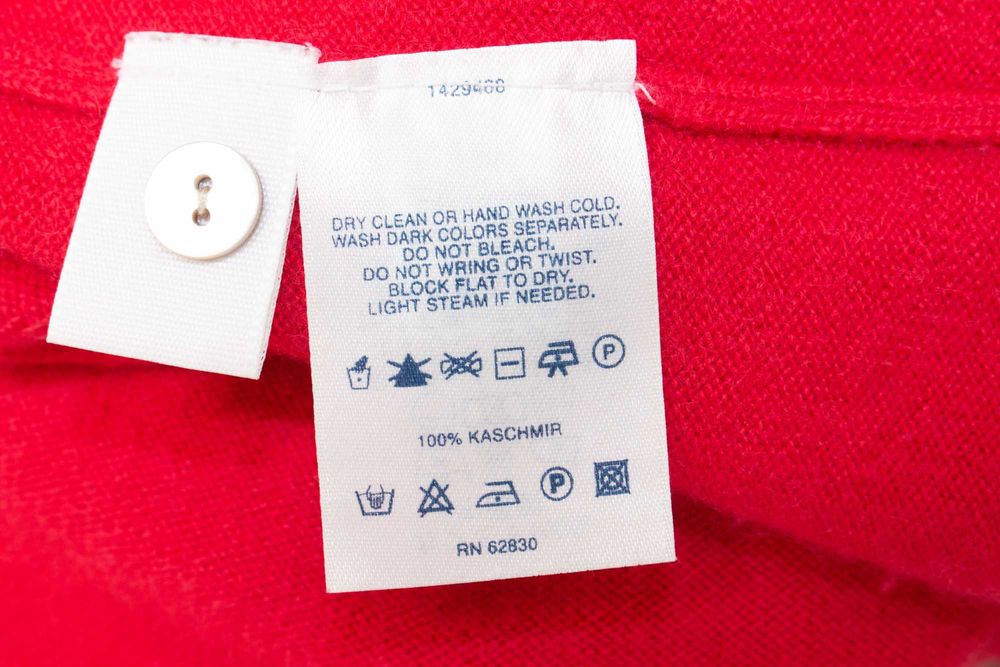 DRY CLEAN OR HAND WASH COLD.
WASH DARK COLORS SEPARATELY.
DO NOT BLEACH.
DO NOT WRING OR TWIST.
BLOCK FLAT TO DRY.
LIGHT STEAM IF NEEDED.
P
100% KASCHMIR
P
RN 62830